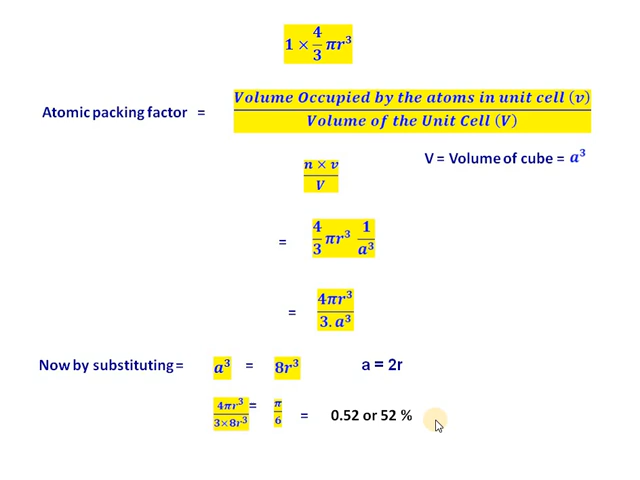 1 × 4/3 πr³
Atomic packing factor = Volume Occupied by the atoms in unit cell (v) / Volume of the Unit Cell (V)
V = Volume of cube = a³
n × v / V
= 4/3 πr³ 1/a³
= 4πr³ / 3.a³
Now by substituting = a³ = 8r³ a = 2r
4πr³ / 3×8r³ = π/6 = 0.52 or 52 %